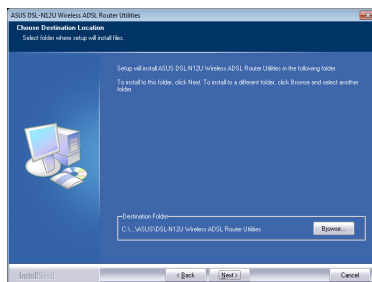 ASUS DSL-N12U Wireless ADSL Router Utilities
Choose Destination Location
Select folder where setup will install files.
Setup will install ASUS DSL-N12U Wireless ADSL Router Utilities in the following folder.
To install to this folder, click Next. To install to a different folder, click Browse and select another
folder.
Destination Folder
C:\...\ASUS\DSL-N12U Wireless ADSL Router Utilities
Browse...
InstallShield
< Back
Next >
Cancel